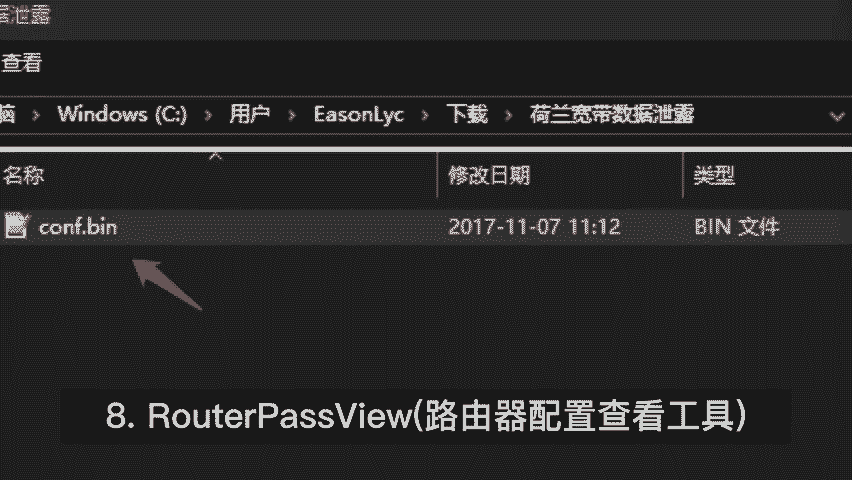 据泄露
查看
脑 › Windows (C:) › 用户 › EasonLyc › 下载 › 荷兰宽带数据泄露
名称 修改日期 类型
conf.bin 2017-11-07 11:12 BIN 文件
8. RouterPassView(路由器配置查看工具)